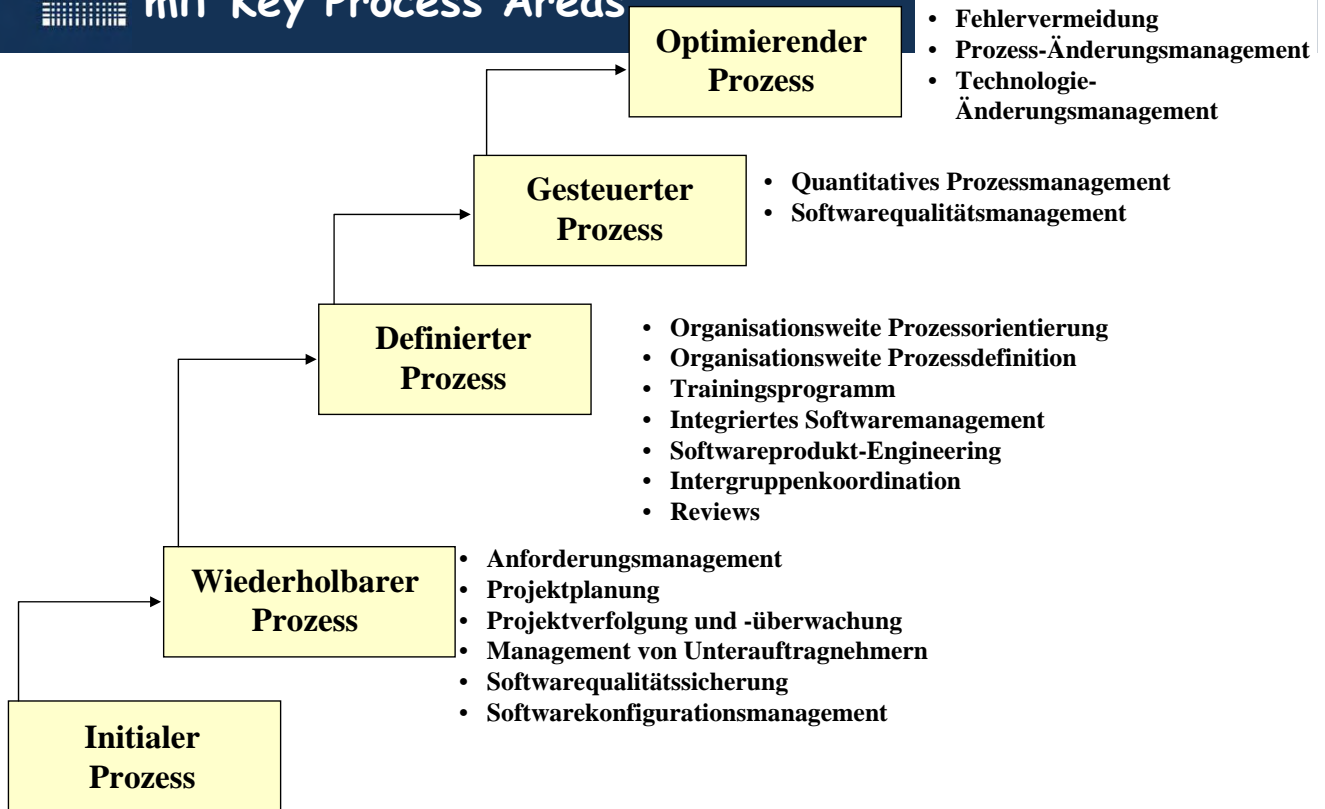 mit Key Process Areas
Optimierender
Prozess
• Fehlervermeidung
• Prozess-Änderungsmanagement
• Technologie-
Änderungsmanagement
Gesteuerter
Prozess
• Quantitatives Prozessmanagement
• Softwarequalitätsmanagement
Definierter
Prozess
• Organisationsweite Prozessorientierung
• Organisationsweite Prozessdefinition
• Trainingsprogramm
• Integriertes Softwaremanagement
• Softwareprodukt-Engineering
• Intergruppenkoordination
• Reviews
Wiederholbarer
Prozess
• Anforderungsmanagement
• Projektplanung
• Projektverfolgung und -überwachung
• Management von Unterauftragnehmern
• Softwarequalitätssicherung
• Softwarekonfigurationsmanagement
Initialer
Prozess